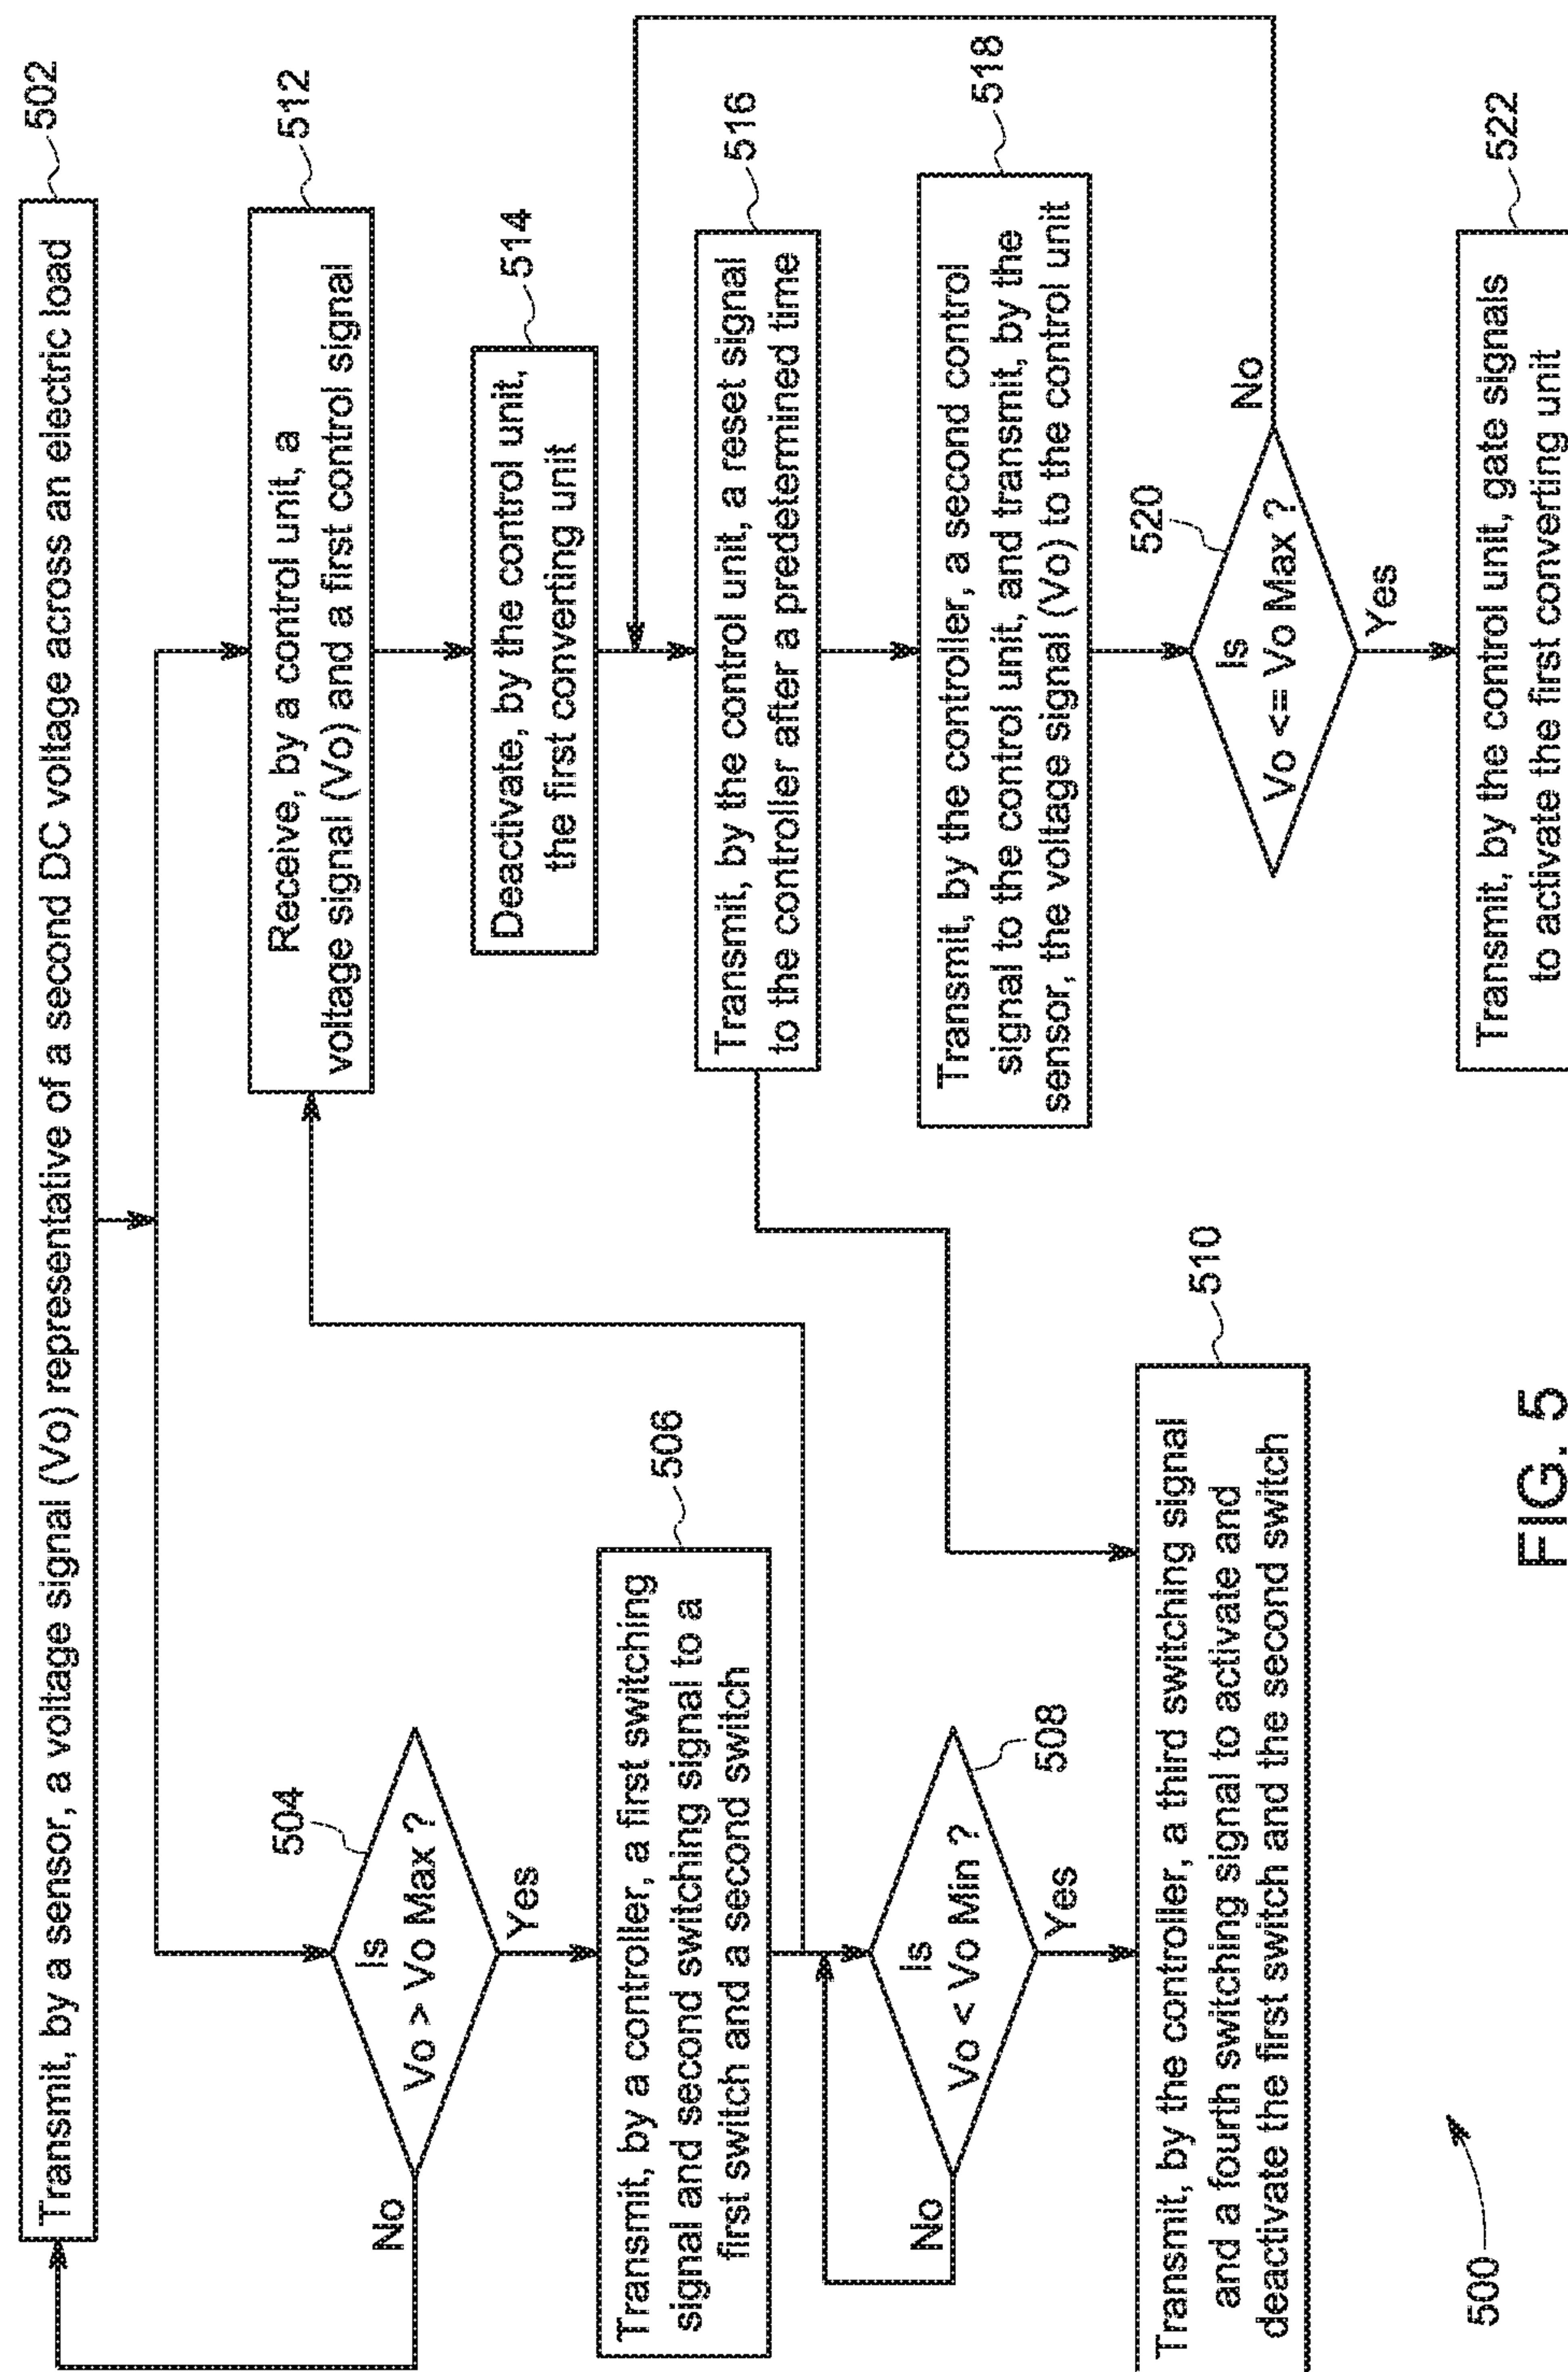 Transmit, by a sensor, a voltage signal (Vo) representative of a second DC voltage across an electric load
502
504
Is
Vo > Vo Max ?
No
Yes
Transmit, by a controller, a first switching
signal and second switching signal to a
first switch and a second switch
506
Is
Vo < Vo Min ?
508
No
Yes
Transmit, by the controller, a third switching signal
and a fourth switching signal to activate and
deactivate the first switch and the second switch
510
Receive, by a control unit, a
voltage signal (Vo) and a first control signal
512
Deactivate, by the control unit,
the first converting unit
514
Transmit, by the control unit, a reset signal
to the controller after a predetermined time
516
Transmit, by the controller, a second control
signal to the control unit, and transmit, by the
sensor, the voltage signal (Vo) to the control unit
518
520
Is
Vo <= Vo Max ?
No
Yes
Transmit, by the control unit, gate signals
to activate the first converting unit
522
500
FIG. 5